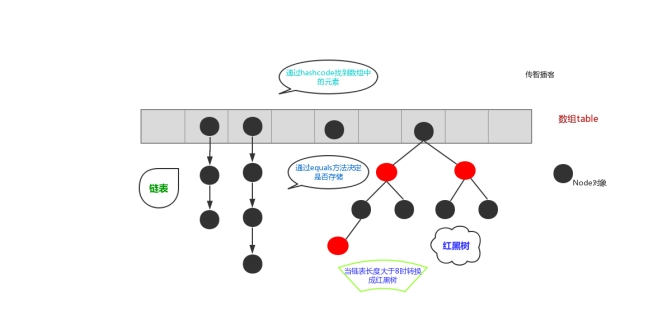 通过hashcode找到数组中
的元素
传智播客
数组table
通过equals方法决定
是否存储
链表
Node对象
红黑树
当链表长度大于8时转换
成红黑树